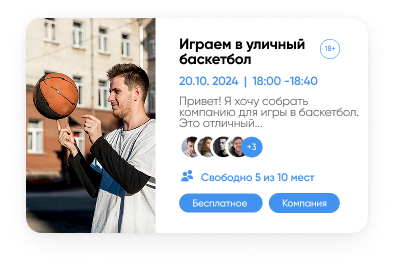 Играем в уличный
баскетбол
18+
20.10. 2024 | 18:00 -18:40
Привет! Я хочу собрать
компанию для игры в баскетбол.
Это отличный...
+3
Свободно 5 из 10 мест
Бесплатное
Компания